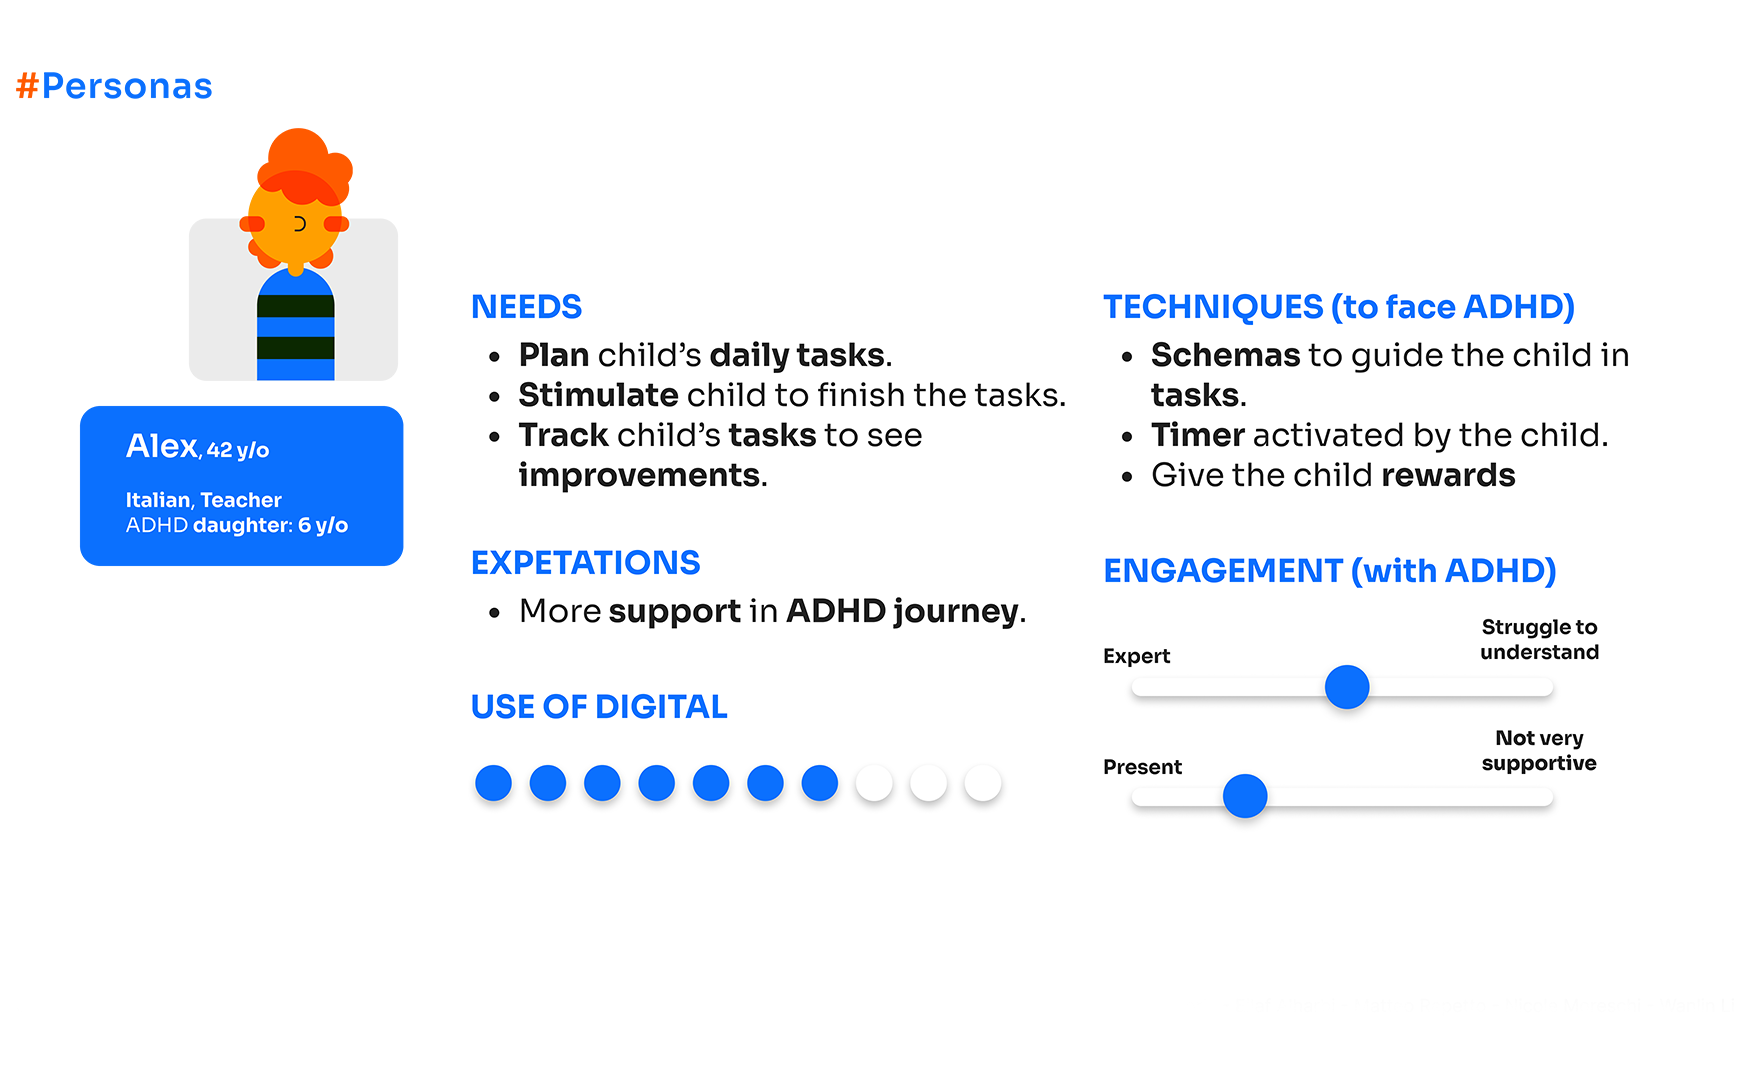 #Personas
Alex, 42 y/o
Italian, Teacher
ADHD daughter: 6 y/o
NEEDS
• Plan child’s daily tasks.
• Stimulate child to finish the tasks.
• Track child’s tasks to see
improvements.
EXPETATIONS
• More support in ADHD journey.
USE OF DIGITAL
TECHNIQUES (to face ADHD)
• Schemas to guide the child in
tasks.
• Timer activated by the child.
• Give the child rewards
ENGAGEMENT (with ADHD)
Expert
Struggle to
understand
Present
Not very
supportive